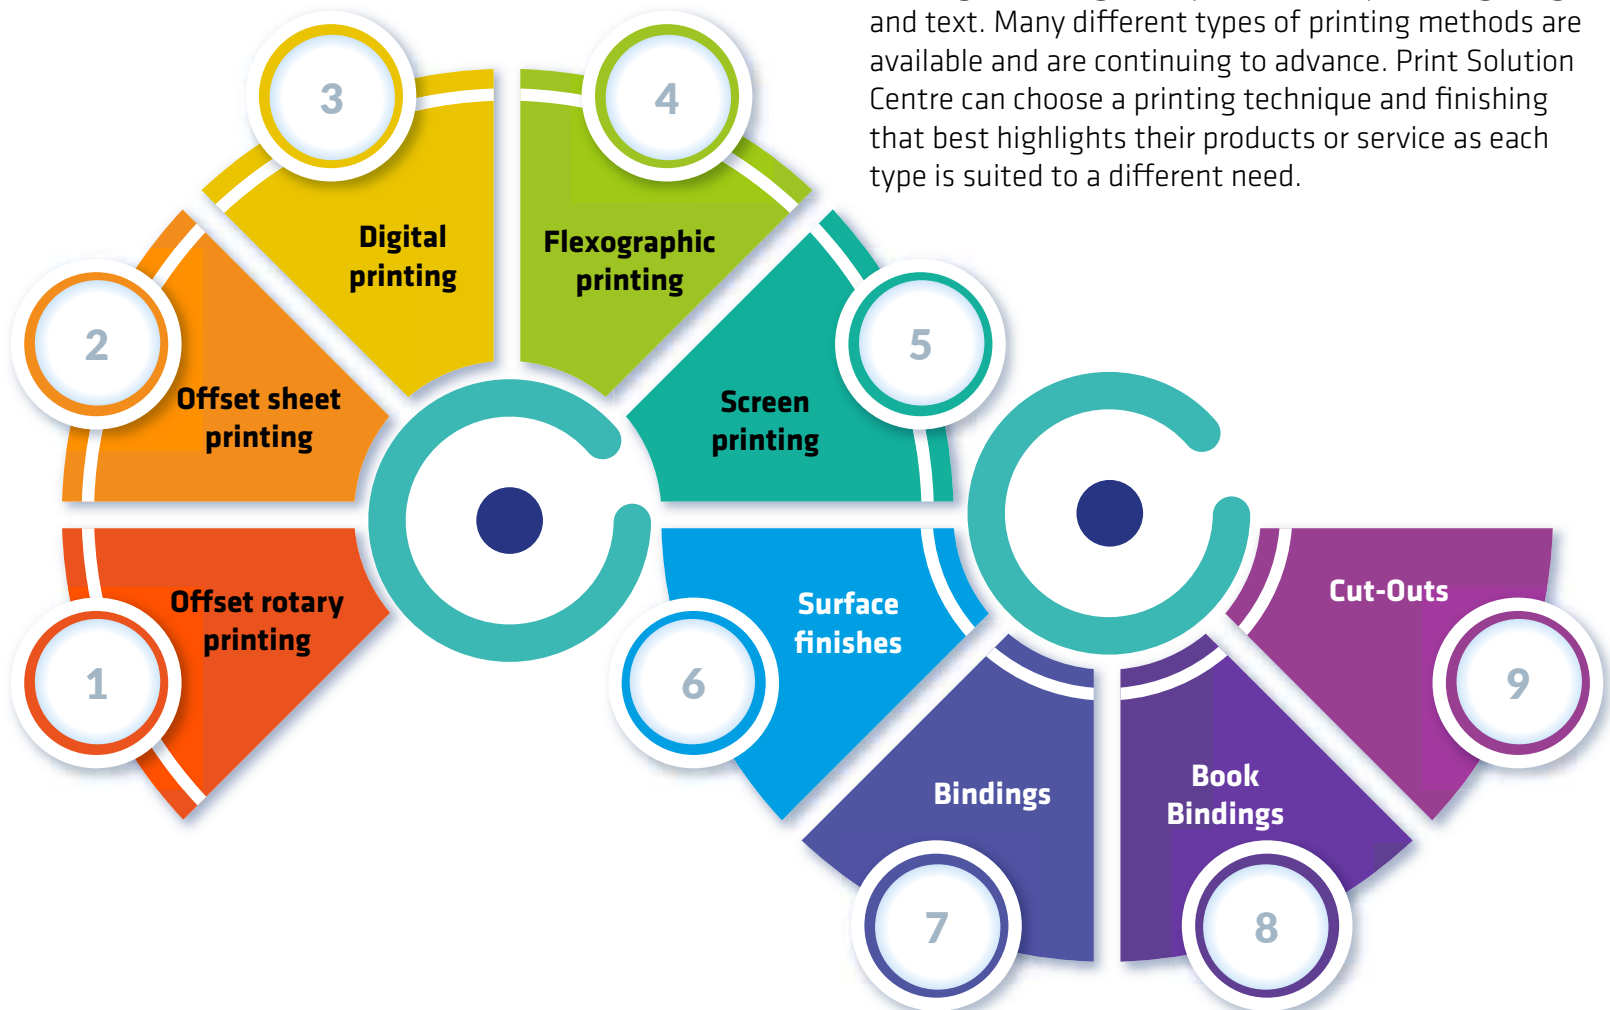 and text. Many different types of printing methods are
available and are continuing to advance. Print Solution
Centre can choose a printing technique and finishing
that best highlights their products or service as each
type is suited to a different need.
3
4
Digital
printing
Flexographic
printing
2
5
Offset sheet
printing
Screen
printing
Offset rotary
printing
1
Surface
finishes
6
Cut-Outs
9
Bindings
7
Book
Bindings
8